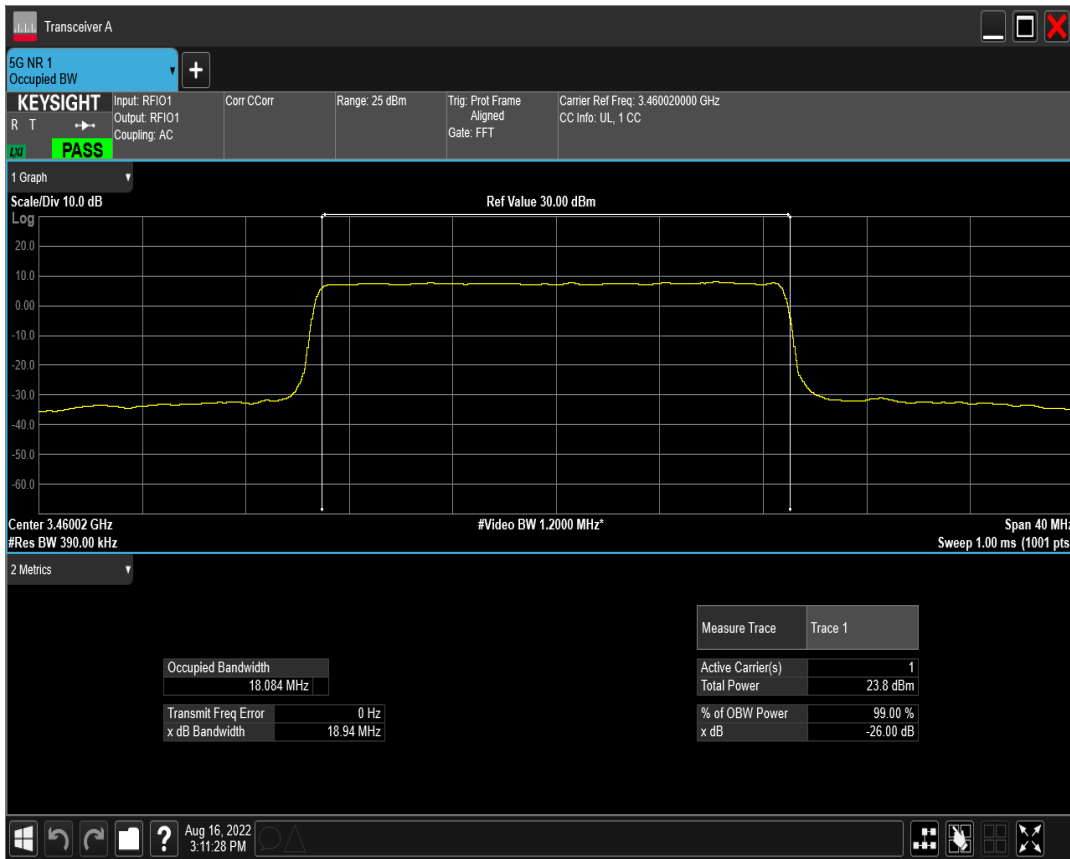 Transceiver A
5G NR 1
Occupied BW
+
KEYSIGHT
R T
LXI
PASS
Input: RFIO1
Output: RFIO1
Coupling: AC
Corr CCorr
Range: 25 dBm
Trig: Prot Frame
Aligned
Gate: FFT
Carrier Ref Freq: 3.460020000 GHz
CC Info: UL, 1 CC
1 Graph
Scale/Div 10.0 dB
Ref Value 30.00 dBm
Log
20.0
10.0
0.00
-10.0
-20.0
-30.0
-40.0
-50.0
-60.0
Center 3.46002 GHz
#Video BW 1.2000 MHz*
Span 40 MHz
#Res BW 390.00 kHz
Sweep 1.00 ms (1001 pts
2 Metrics
Measure Trace Trace 1
Occupied Bandwidth
18.084 MHz
Active Carrier(s) 1
Total Power 23.8 dBm
Transmit Freq Error 0 Hz
x dB Bandwidth 18.94 MHz
% of OBW Power 99.00 %
x dB -26.00 dB
?
Aug 16, 2022
3:11:28 PM